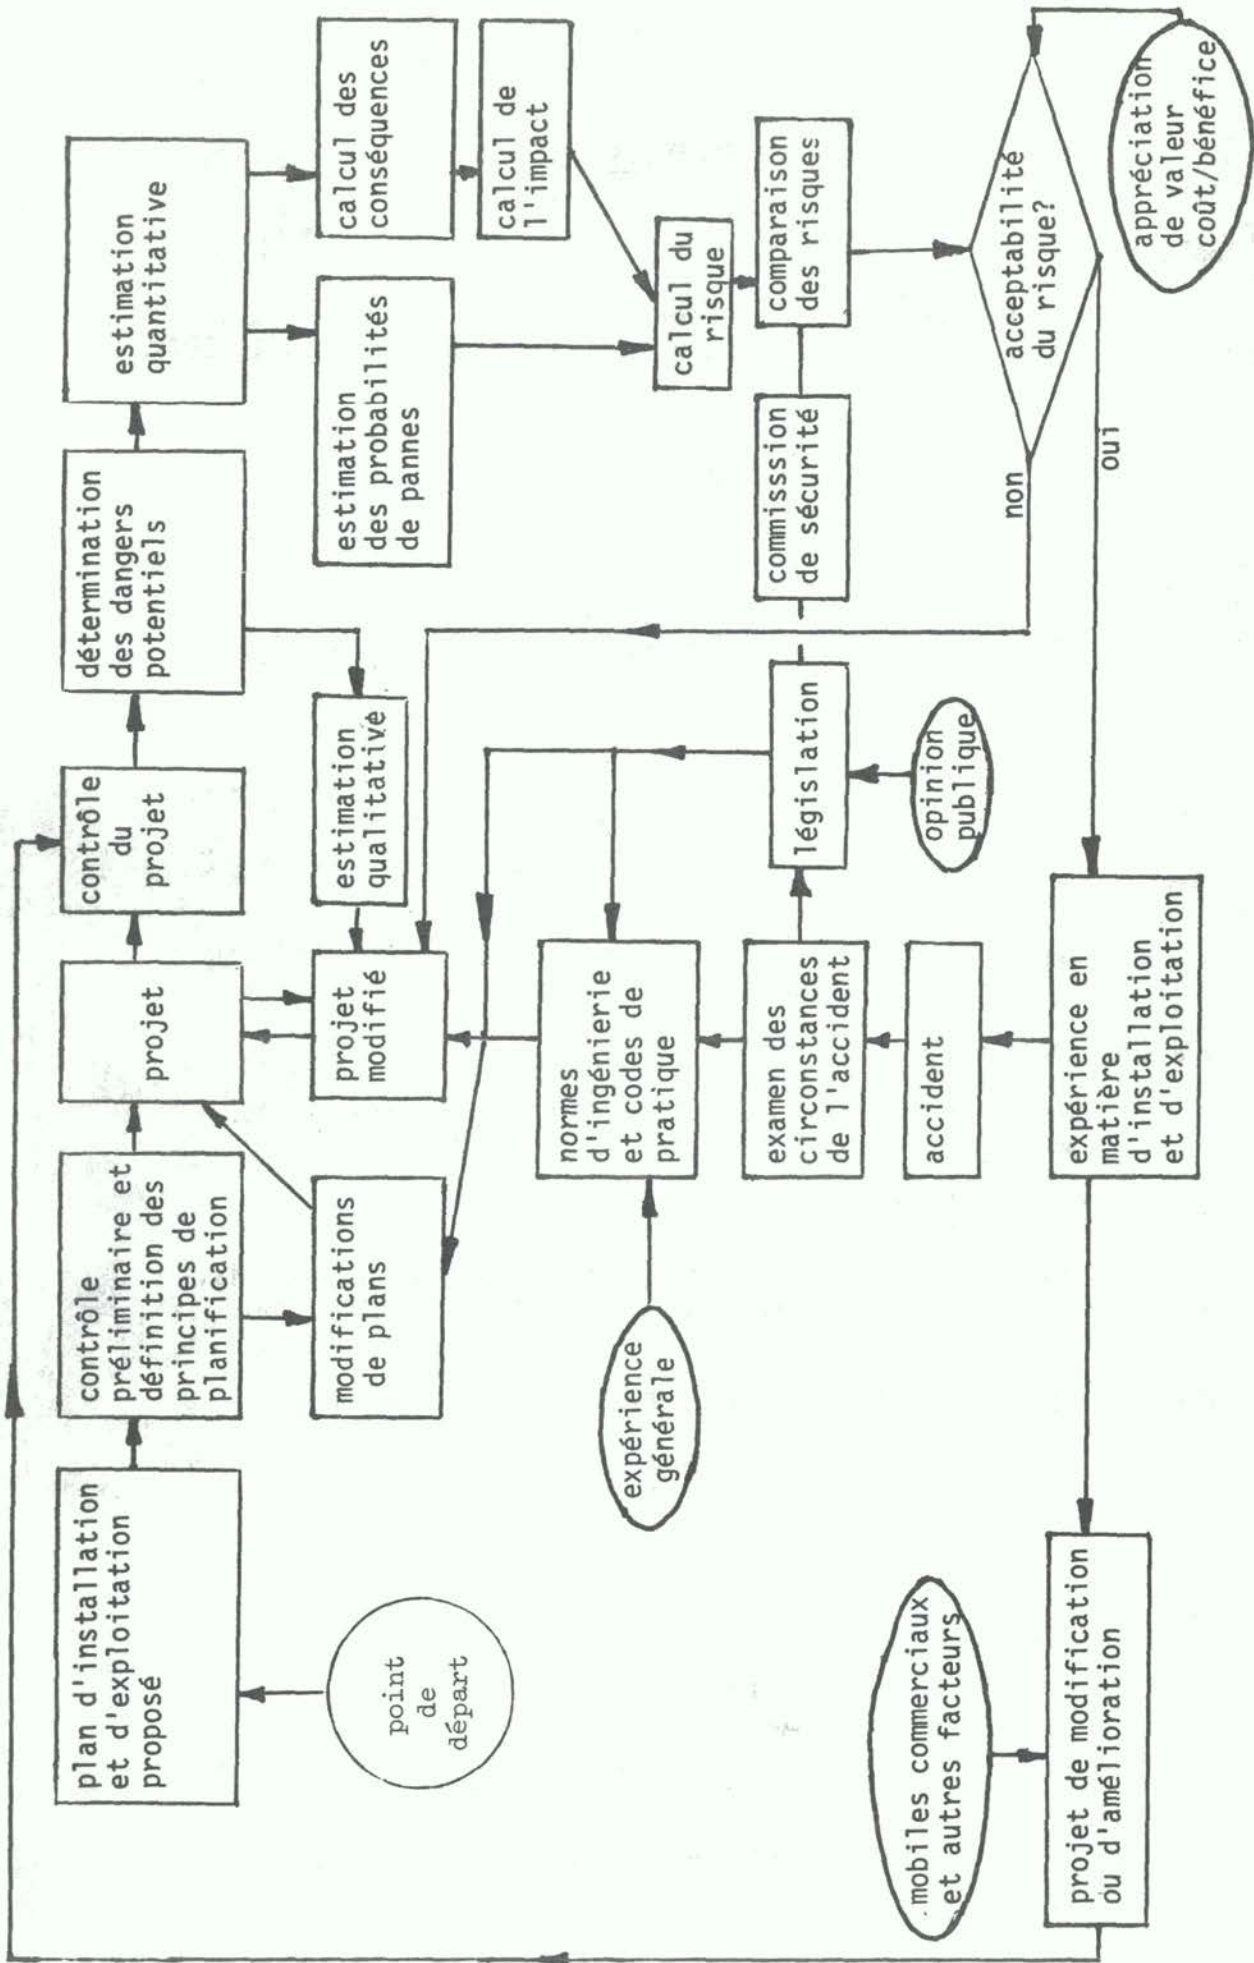 plan d'installation
et d'exploitation
proposé
contrôle
préliminaire et
définition des
principes de
planification
projet
contrôle
du
projet
détermination
des dangers
potentiels
estimation
quantitative
point
de
départ
modifications
de plans
projet
modifié
estimation
qualitative
estimation
des probabilités
de pannes
calcul des
conséquences
calcul de
l'impact
expérience
générale
normes
d'ingénierie
et codes de
pratique
calcul du
risque
examen des
circonstances
de l'accident
législation
commisssion
de sécurité
comparaison
des risques
mobiles commerciaux
et autres facteurs
accident
opinion
publique
non
acceptabilité
du risque?
oui
projet de modification
ou d'amélioration
expérience en
matière
d'installation
et d'exploitation
appréciation
de valeur
coût/bénéfice